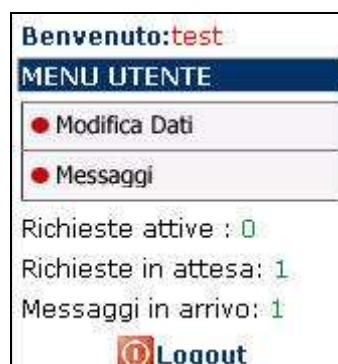 Benvenuto:test
MENU UTENTE
Modifica Dati
Messaggi
Richieste attive : 0
Richieste in attesa: 1
Messaggi in arrivo: 1
Logout